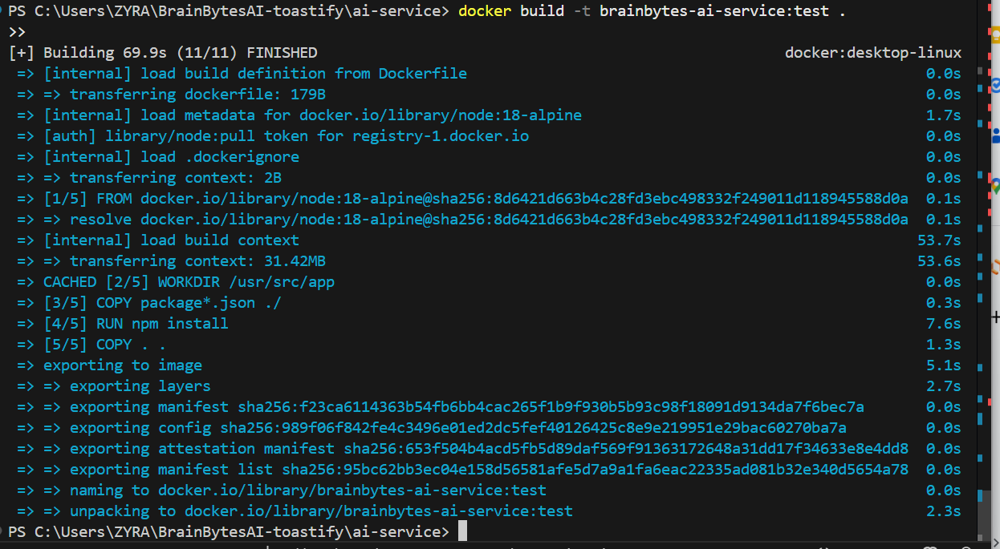 PS C:\Users\ZYRA\BrainBytesAI-toastify\ai-service> docker build -t brainbytes-ai-service:test .
>>
[+] Building 69.9s (11/11) FINISHED docker:desktop-linux
=> [internal] load build definition from Dockerfile 0.0s
=> => transferring dockerfile: 179B 0.0s
=> [internal] load metadata for docker.io/library/node:18-alpine 1.7s
=> [auth] library/node:pull token for registry-1.docker.io 0.0s
=> [internal] load .dockerignore 0.0s
=> => transferring context: 2B 0.0s
=> [1/5] FROM docker.io/library/node:18-alpine@sha256:8d6421d663b4c28fd3ebc498332f249011d118945588d0a 0.1s
=> => resolve docker.io/library/node:18-alpine@sha256:8d6421d663b4c28fd3ebc498332f249011d118945588d0a 0.1s
=> [internal] load build context 53.7s
=> => transferring context: 31.42MB 53.6s
=> CACHED [2/5] WORKDIR /usr/src/app 0.0s
=> [3/5] COPY package*.json ./ 0.3s
=> [4/5] RUN npm install 7.6s
=> [5/5] COPY . . 1.3s
=> exporting to image 5.1s
=> => exporting layers 2.7s
=> => exporting manifest sha256:f23ca6114363b54fb6bb4cac265f1b9f930b5b93c98f18091d9134da7f6bec7a 0.0s
=> => exporting config sha256:989f06f842fe4c3496e01ed2dc5fef40126425c8e9e219951e29bac60270ba7a 0.0s
=> => exporting attestation manifest sha256:653f504b4acd5fb5d89daf569f91363172648a31dd17f34633e8e4dd8 0.0s
=> => exporting manifest list sha256:95bc62bb3ec04e158d56581afe5d7a9a1fa6eac22335ad081b32e340d5654a78 0.0s
=> => naming to docker.io/library/brainbytes-ai-service:test 0.0s
=> => unpacking to docker.io/library/brainbytes-ai-service:test 2.3s
PS C:\Users\ZYRA\BrainBytesAI-toastify\ai-service>